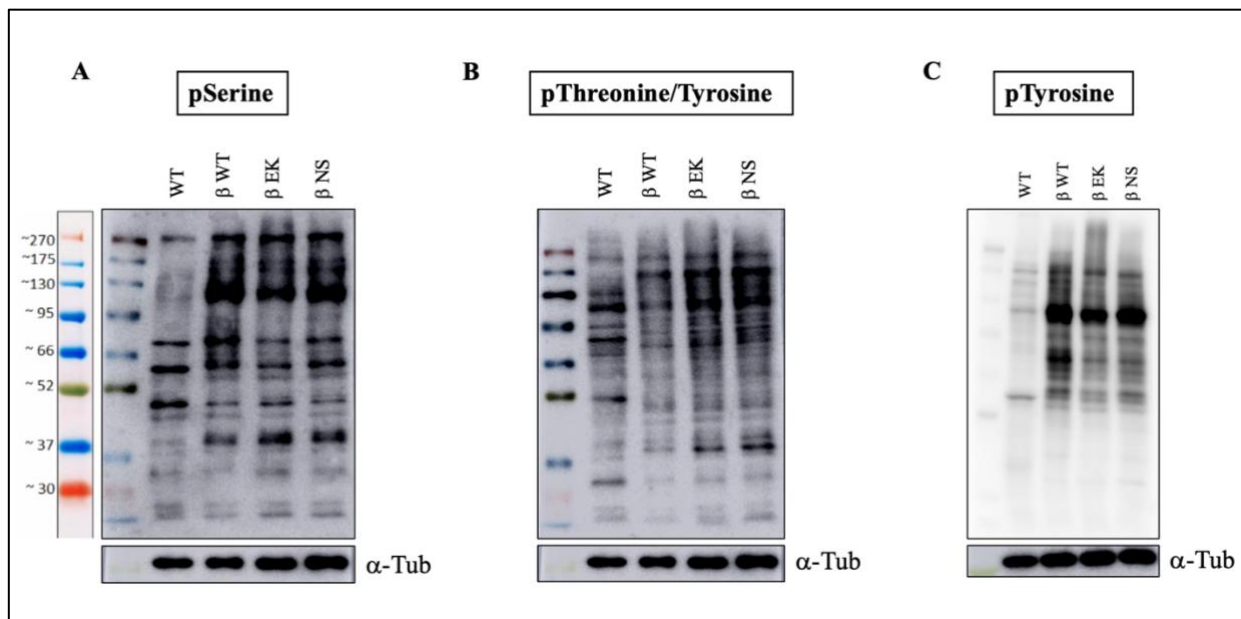 A
pSerine
WT
β WT
β EK
β NS
~270
~175
~130
~ 95
~ 66
~ 52
~ 37
~ 30
α-Tub
B
pThreonine/Tyrosine
WT
β WT
β EK
β NS
α-Tub
C
pTyrosine
WT
β WT
β EK
β NS
α-Tub